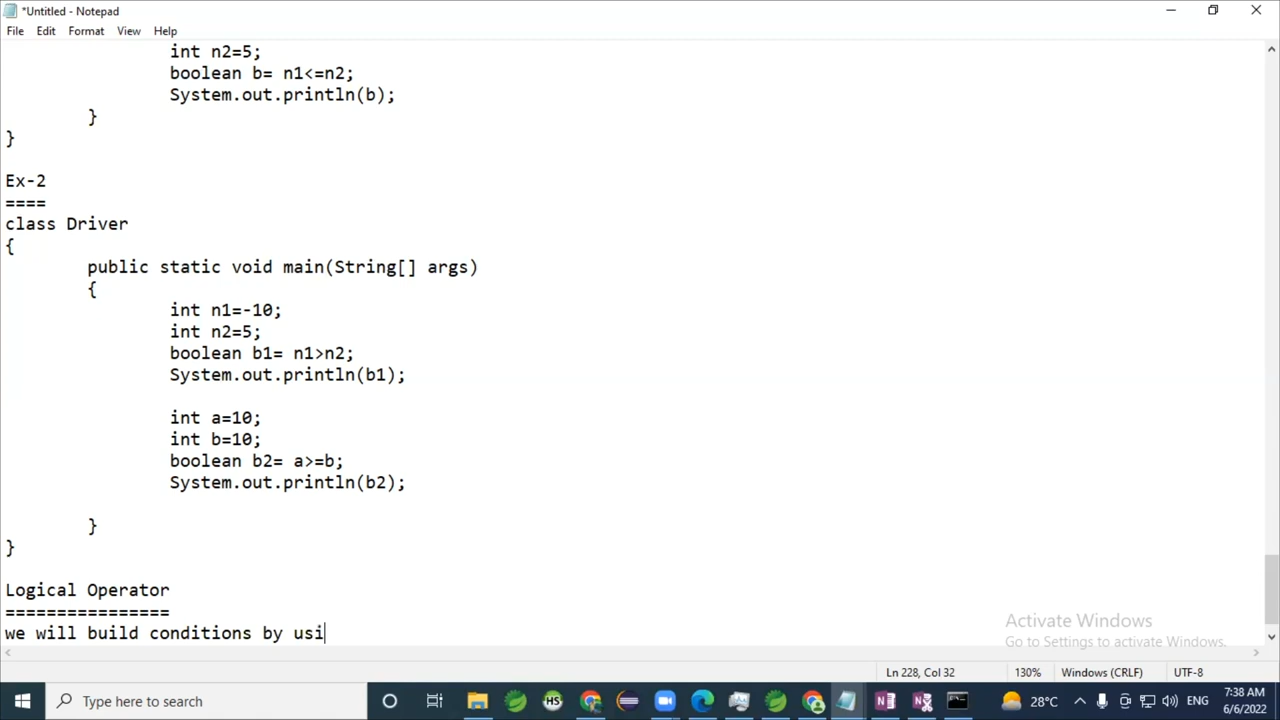 *Untitled - Notepad
File Edit Format View Help
int n2=5;
boolean b= n1<=n2;
System.out.println(b);
}
}
Ex-2
====
class Driver
{
public static void main(String[] args)
{
int n1=-10;
int n2=5;
boolean b1= n1>n2;
System.out.println(b1);
int a=10;
int b=10;
boolean b2= a>=b;
System.out.println(b2);
}
}
Logical Operator
================
we will build conditions by usi
Activate Windows
Go to Settings to activate Windows.
Ln 228, Col 32 130% Windows (CRLF) UTF-8
Type here to search HS 28°C ENG 7:38 AM
6/6/2022